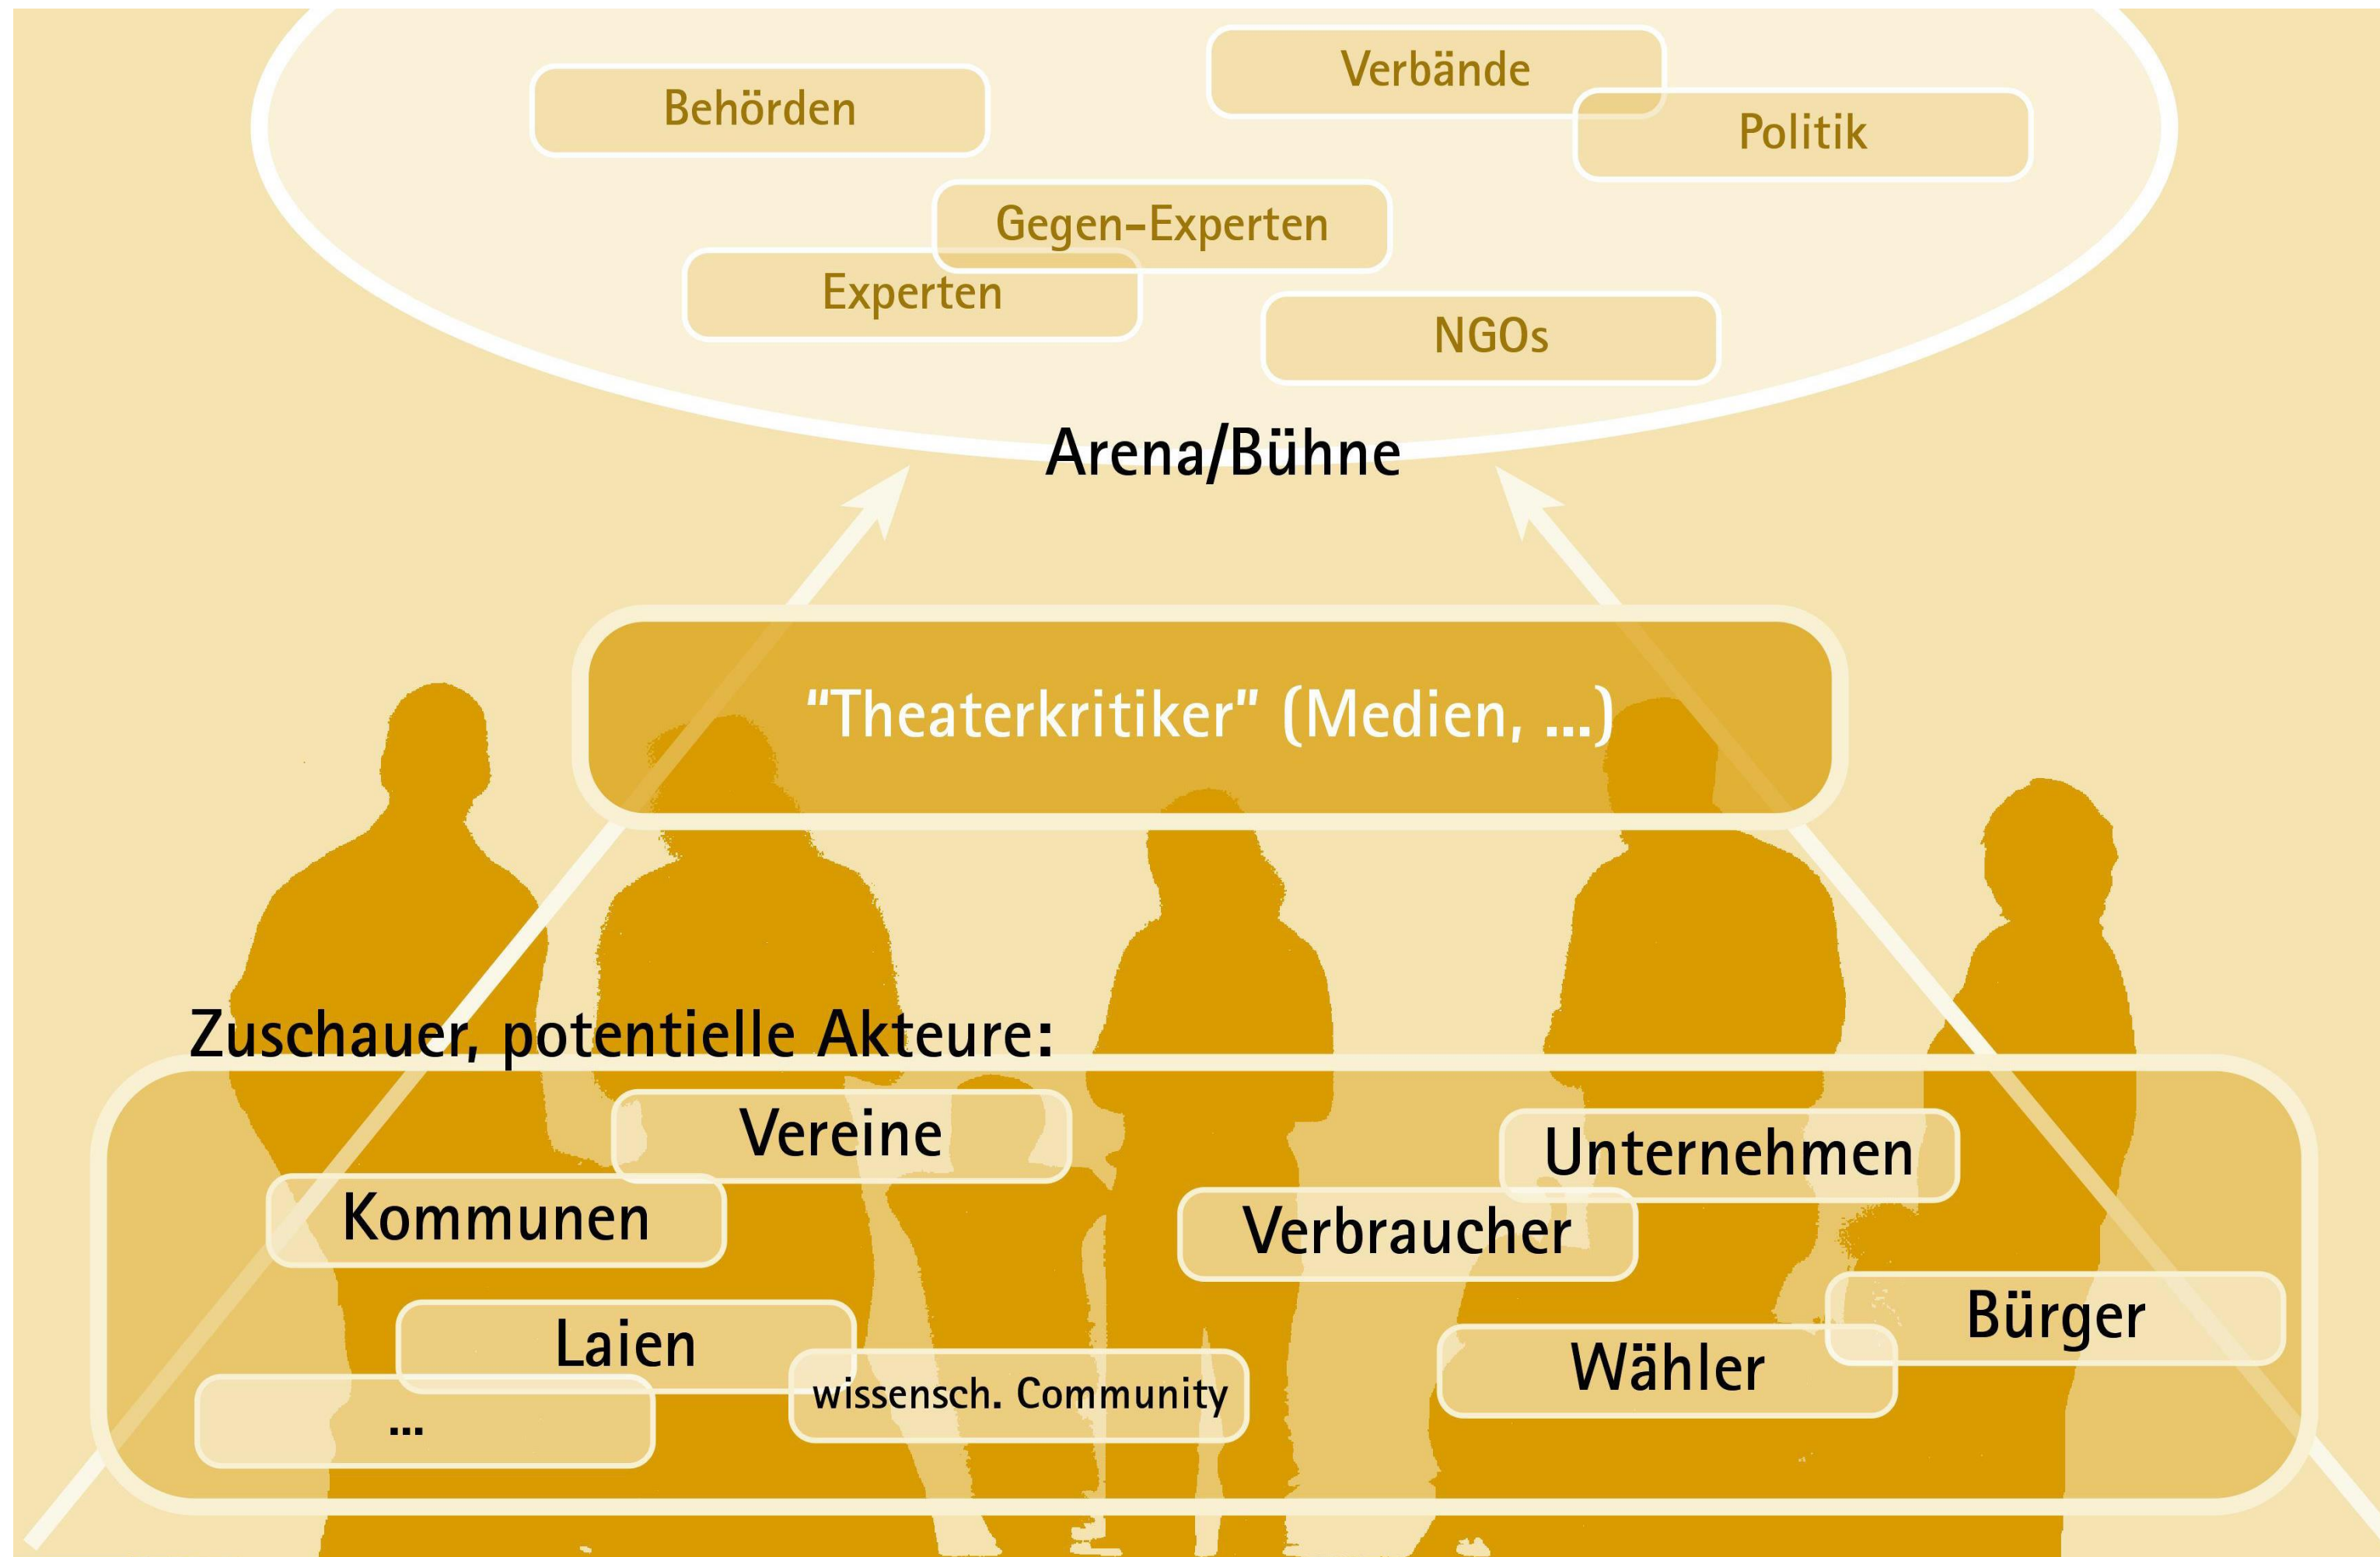 Verbände
Behörden
Politik
Gegen-Experten
Experten
NGOs
Arena/Bühne
"Theaterkritiker" (Medien, ...)
Zuschauer, potentielle Akteure:
Vereine
Unternehmen
Kommunen
Verbraucher
Bürger
Laien
Wähler
wissensch. Community
...